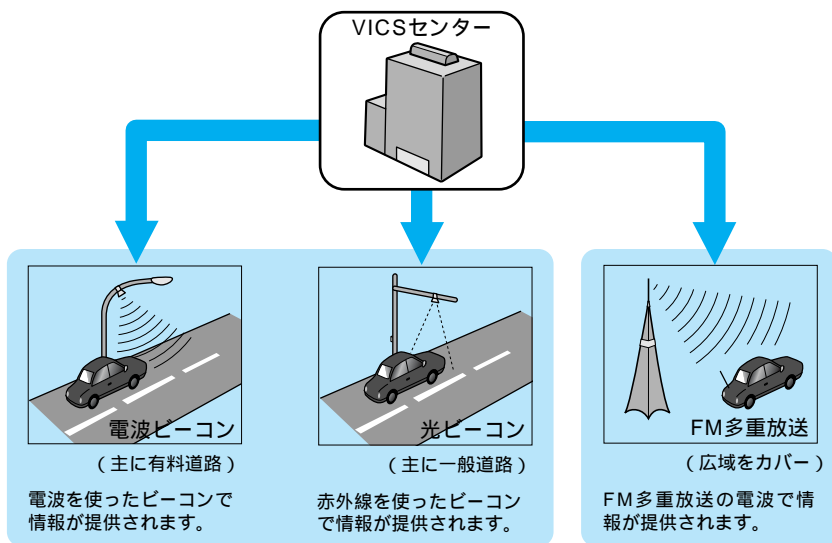 VICSセンター
電波ビーコン
（主に有料道路）
電波を使ったビーコンで
情報が提供されます。
光ビーコン
（主に一般道路）
赤外線を使ったビーコン
で情報が提供されます。
FM多重放送
（広域をカバー）
FM多重放送の電波で情
報が提供されます。